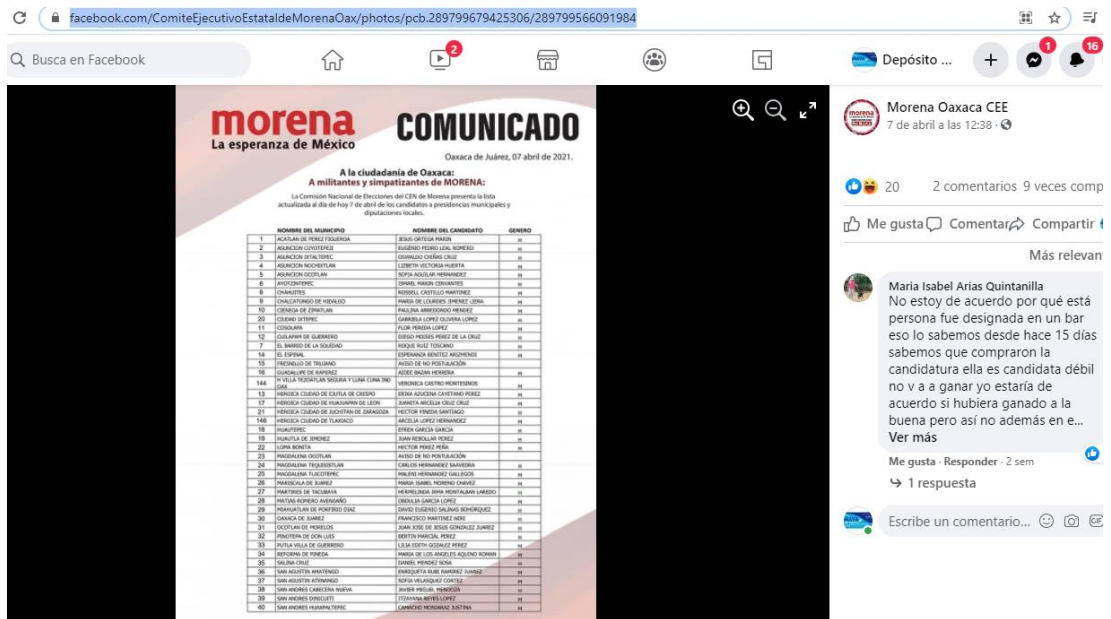 facebook.com/ComiteEjecutivoEstataldeMorenaOax/photos/pcb.289799679425306/289799566091984
Busca en Facebook
2
Depósito ...
1
16
morena
La esperanza de México
COMUNICADO
Oaxaca de Juárez, 07 abril de 2021.
A la ciudadanía de Oaxaca:
A militantes y simpatizantes de MORENA:
La Comisión Nacional de Elecciones del CEN de Morena presenta la lista
actualizada al día de hoy 7 de abril de los candidatos a presidencias municipales y
diputaciones locales.
NOMBRE DEL MUNICIPIO NOMBRE DEL CANDIDATO GENERO
1 ACATLAN DE PEREZ FIGUEROA JESUS ORTEGA MARIN H
2 ASUNCION CUYOTEPEJI EUGENIO PEDRO LEAL ROMERO H
3 ASUNCION IXTALTEPEC OSWALDO CHIÑAS CRUZ H
4 ASUNCION NOCHIXTLAN LIZBETH VICTORIA HUERTA M
5 ASUNCION OCOTLAN SOFIA AGUILAR HERNANDEZ M
6 AYOTZINTEPEC ISMAEL MARIN CERVANTES H
8 CHAHUITES ROSSELL CASTILLO MARTINEZ
9 CHALCATONGO DE HIDALGO MARIA DE LOURDES JIMENEZ LIERA M
10 CIENEGA DE ZIMATLAN PAULINA ARREDONDO MENDEZ M
20 CIUDAD IXTEPEC GABRIELA LOPEZ OLIVERA LOPEZ M
11 COSOLAPA FLOR PEREDA LOPEZ M
12 CUILAPAM DE GUERRERO DIEGO MOISES PEREZ DE LA CRUZ H
7 EL BARRIO DE LA SOLEDAD ROQUE RUIZ TOSCANO H
14 EL ESPINAL ESPERANZA BENITEZ ARIZMENDI M
15 FRESNILLO DE TRUJANO AVISO DE NO POSTULACIÓN
16 GUADALUPE DE RAMIREZ AIDEE BAZAN HERRERA M
144 H VILLA TEZOATLAN SEGURA Y LUNA CUNA IND OAX VERONICA CASTRO MONTESINOS M
13 HEROICA CIUDAD DE EJUTLA DE CRESPO ERIKA AZUCENA CAYETANO PEREZ M
17 HEROICA CIUDAD DE HUAJUAPAN DE LEON JUANITA ARCELIA CRUZ CRUZ M
21 HEROICA CIUDAD DE JUCHITAN DE ZARAGOZA HECTOR PINEDA SANTIAGO H
HEROICA CIUDAD DE TLAXIACO ARCELIA LOPEZ HERNANDEZ M
18 HUAUTEPEC EFREN GARCIA GARCIA H
19 HUAUTLA DE JIMENEZ JUAN REBOLLAR PEREZ H
22 LOMA BONITA HECTOR PEREZ PEÑA H
23 MAGDALENA OCOTLAN AVISO DE NO POSTULACIÓN
24 MAGDALENA TEQUISISTLAN CARLOS HERNANDEZ SAAVEDRA H
25 MAGDALENA TLACOTEPEC MALENI HERNANDEZ GALLEGOS M
26 MARISCALA DE JUAREZ MARIA ISABEL MORENO CHAVEZ M
27 MARTIRES DE TACUBAYA HERMELINDA IRMA MONTALBAN LAREDO M
28 MATIAS ROMERO AVENDAÑO OBDULIA GARCIA LOPEZ M
29 MIAHUATLAN DE PORFIRIO DIAZ DAVID EUGENIO SALINAS BOHORQUEZ H
30 OAXACA DE JUAREZ FRANCISCO MARTINEZ NERI H
31 OCOTLAN DE MORELOS JUAN JOSE DE JESUS GONZALEZ JUAREZ H
32 PINOTEPA DE DON LUIS BERTIN MARCIAL PEREZ H
33 PUTLA VILLA DE GUERRERO LILIA EDITH PEREZ M
34 REFORMA DE PINEDA MARIA DE LOS ANGELES AQUINO ROMAN M
35 SALINA CRUZ DANIEL MENDEZ SOSA H
36 SAN AGUSTIN AMATENGO ENRIQUETA RUBI RAMIREZ JUAREZ M
37 SAN AGUSTIN ATENANGO SOFIA VELASQUEZ CORTEZ M
38 SAN ANDRES CABECERA NUEVA JAVIER MIGUEL MENDOZA H
39 SAN ANDRES DINICUITI ITZAYANA REYES LOPEZ M
40 SAN ANDRES HUAXPALTEPEC CAMACHO JUSTINA M
Morena Oaxaca CEE
7 de abril a las 12:38 ·
20 2 comentarios 9 veces comp
Me gusta Comentar Compartir
Más relevan
Maria Isabel Arias Quintanilla
No estoy de acuerdo por qué está
persona fue designada en un bar
eso lo sabemos desde hace 15 días
sabemos que compraron la
candidatura ella es candidata débil
no v a a ganar yo estaría de
acuerdo si hubiera ganado a la
buena pero así no además en e...
Ver más
Me gusta · Responder · 2 sem
1 respuesta
Escribe un comentario...